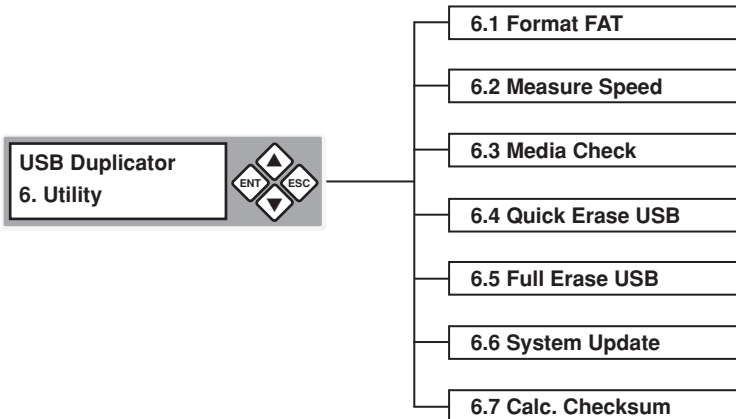 USB Duplicator
6. Utility
ENT
ESC
6.1 Format FAT
6.2 Measure Speed
6.3 Media Check
6.4 Quick Erase USB
6.5 Full Erase USB
6.6 System Update
6.7 Calc. Checksum